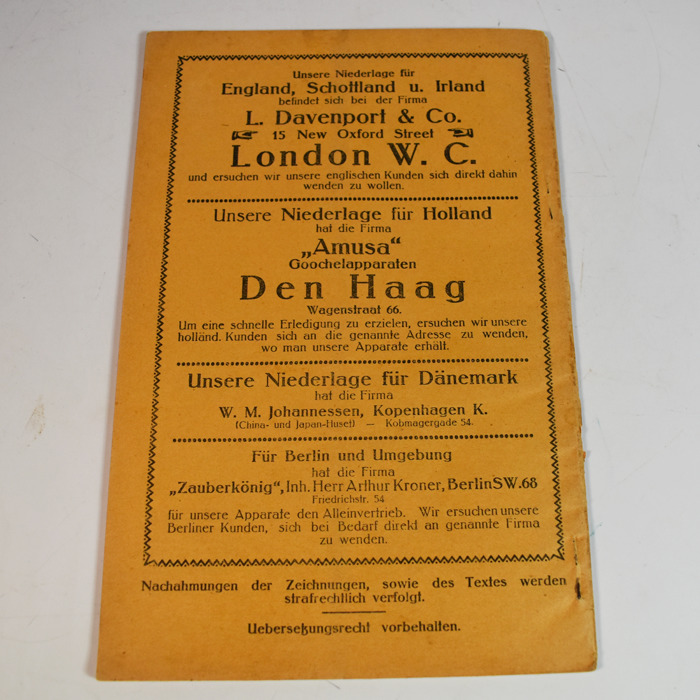 Unsere Niederlage für
England, Schottland u. Irland
befindet sich bei der Firma
L. Davenport & Co.
15 New Oxford Street
London W. C.
und ersuchen wir unsere englischen Kunden sich direkt dahin
wenden zu wollen.
Unsere Niederlage für Holland
hat die Firma
„Amusa“
Goochelapparaten
Den Haag
Wagenstraat 66.
Um eine schnelle Erledigung zu erzielen, ersuchen wir unsere
holländ. Kunden sich an die genannte Adresse zu wenden,
wo man unsere Apparate erhält.
Unsere Niederlage für Dänemark
hat die Firma
W. M. Johannessen, Kopenhagen K.
(China- und Japan-Huset) — Kobmagergade 54.
Für Berlin und Umgebung
hat die Firma
„Zauberkönig“, Inh. Herr Arthur Kroner, Berlin SW. 68
Friedrichstr. 54
für unsere Apparate den Alleinvertrieb. Wir ersuchen unsere
Berliner Kunden, sich bei Bedarf direkt an genannte Firma
zu wenden.
Nachahmungen der Zeichnungen, sowie des Textes werden
strafrechtlich verfolgt.
Uebersetzungsrecht vorbehalten.